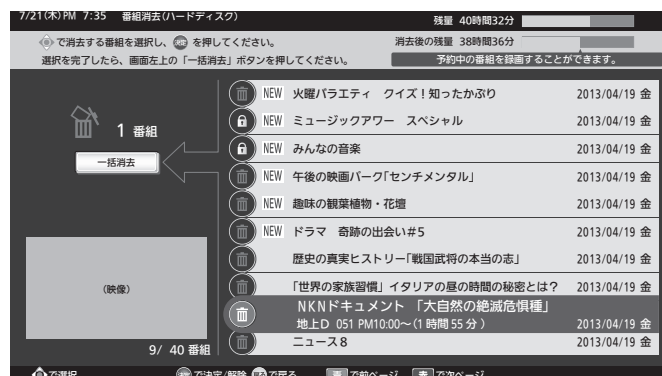 7/21(木)PM 7:35 番組消去(ハードディスク)
残量 40時間32分
で消去する番組を選択し、決定 を押してください。
消去後の残量 38時間36分
選択を完了したら、画面左上の「一括消去」ボタンを押してください。
予約中の番組を録画することができます。
1 番組
一括消去
NEW 火曜バラエティ クイズ!知ったかぶり 2013/04/19 金
NEW ミュージックアワー スペシャル 2013/04/19 金
NEW みんなの音楽 2013/04/19 金
NEW 午後の映画パーク「センチメンタル」 2013/04/19 金
NEW 趣味の観葉植物・花壇 2013/04/19 金
NEW ドラマ 奇跡の出会い#5 2013/04/19 金
歴史の真実ヒストリー「戦国武将の本当の志」 2013/04/19 金
「世界の家族習慣」イタリアの昼の時間の秘密とは? 2013/04/19 金
NKNドキュメント 「大自然の絶滅危惧種」
地上D 051 PM10:00~(1時間55分) 2013/04/19 金
ニュース8 2013/04/19 金
(映像)
9/ 40 番組
で選択 で決定/解除 で戻る 青 で前ページ 赤 で次ページ